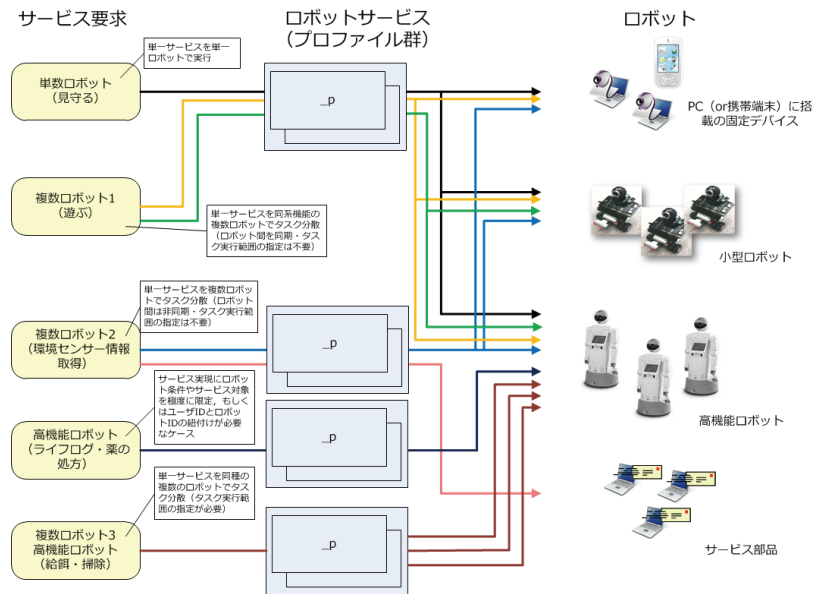 サービス要求
ロボットサービス
(プロファイル群)
ロボット
単一サービスを単一
ロボットで実行
単数ロボット
(見守る)
_p
PC(or携帯端末)に搭
載の固定デバイス
複数ロボット1
(遊ぶ)
単一サービスを同系機能の
複数ロボットでタスク分散
(ロボット間を同期・タス
ク実行範囲の指定は不要)
小型ロボット
単一サービスを複数ロボッ
トでタスク分散(ロボット
間は非同期・タスク実行範
囲の指定は不要)
複数ロボット2
(環境センサー情報
取得)
_p
サービス実現にロボット
条件やサービス対象
を極度に限定,もしく
はユーザIDとロボッ
トIDの紐付けが必要
なケース
高機能ロボット
(ライフログ・薬の
処方)
_p
高機能ロボット
単一サービスを同種の
複数のロボットでタス
ク分散(タスク実行範
囲の指定が必要)
複数ロボット3
高機能ロボット
(給餌・掃除)
_p
サービス部品